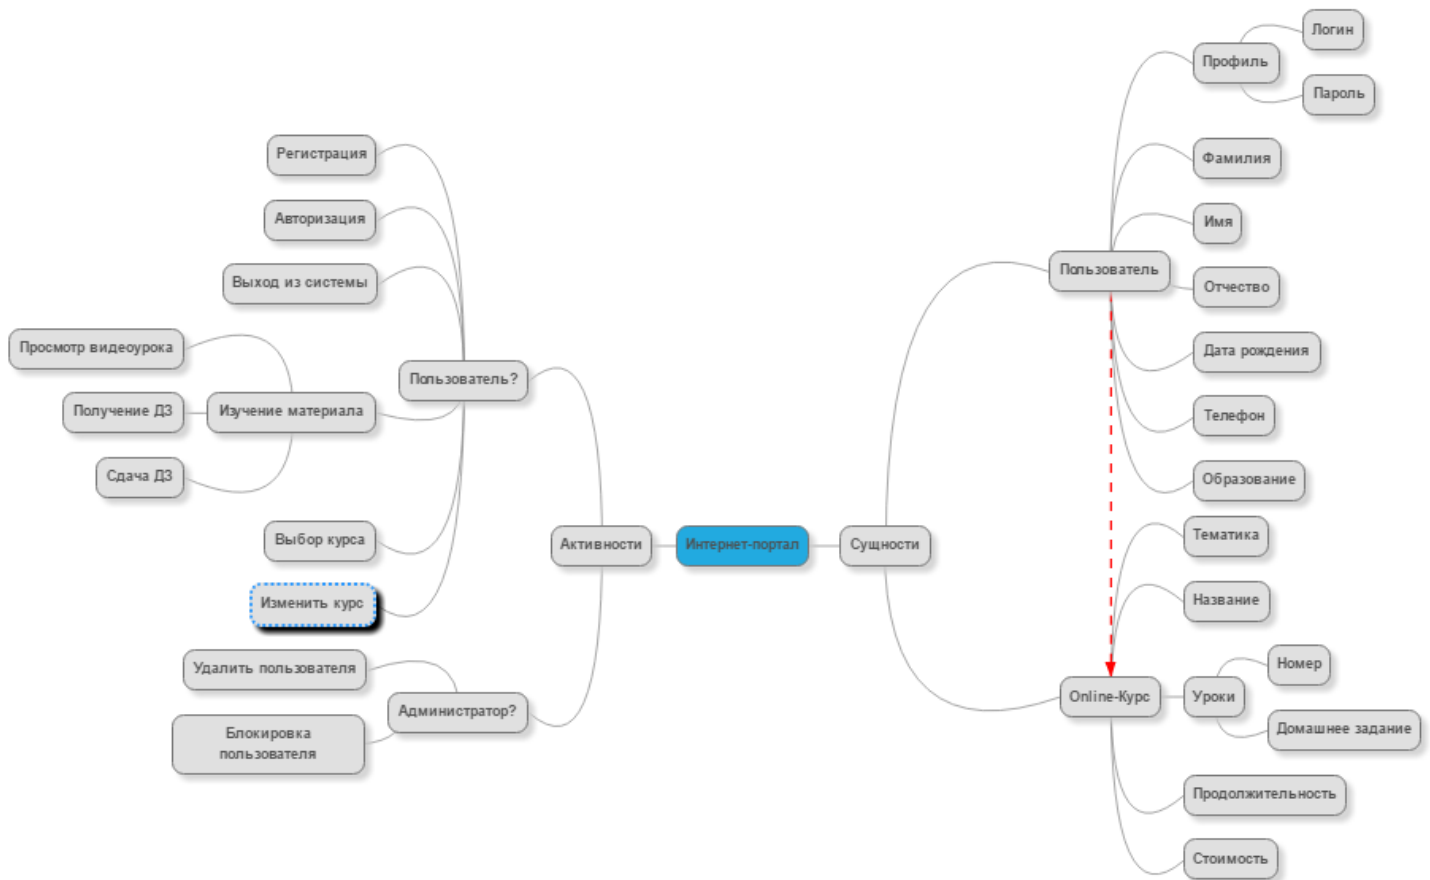 Логин
Профиль
Пароль
Фамилия
Имя
Пользователь
Отчество
Дата рождения
Телефон
Образование
Регистрация
Авторизация
Выход из системы
Просмотр видеоурока
Пользователь?
Получение ДЗ
Изучение материала
Сдача ДЗ
Выбор курса
Активности
Интернет-портал
Сущности
Изменить курс
Удалить пользователя
Администратор?
Блокировка
пользователя
Тематика
Название
Номер
Online-Курс
Уроки
Домашнее задание
Продолжительность
Стоимость